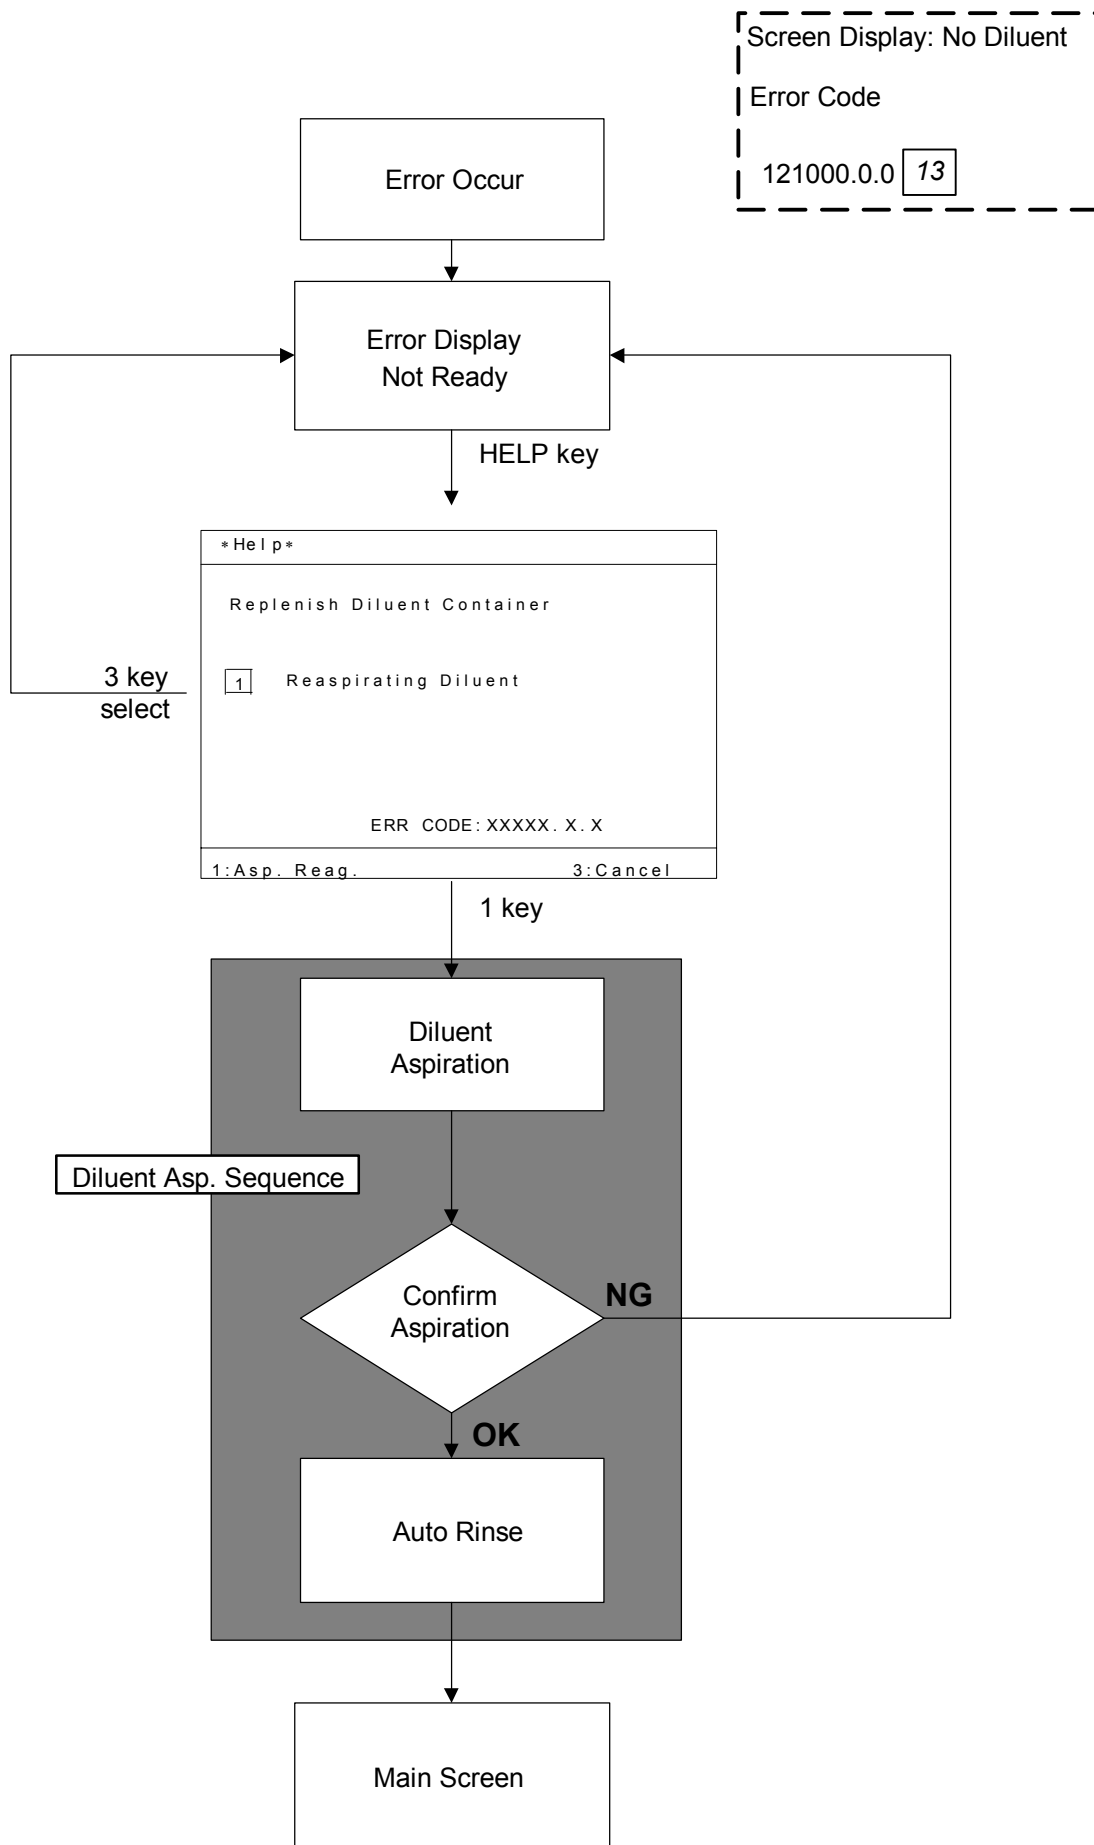 Screen Display: No Diluent
Error Code
121000.0.0 13
Error Occur
Error Display
Not Ready
HELP key
*Help*
Replenish Diluent Container
3 key
select
1 Reaspirating Diluent
ERR CODE: XXXXX. X. X
1:Asp. Reag. 3:Cancel
1 key
Diluent
Aspiration
Diluent Asp. Sequence
Confirm
Aspiration
NG
OK
Auto Rinse
Main Screen